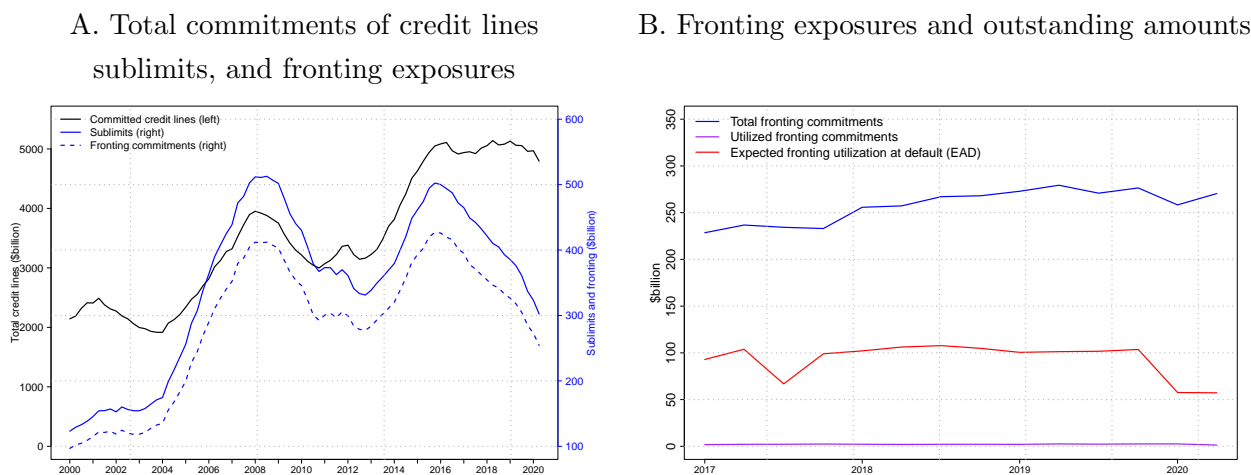 A. Total commitments of credit lines
sublimits, and fronting exposures
B. Fronting exposures and outstanding amounts
Committed credit lines (left)
Sublimits (right)
Fronting commitments (right)
Total credit lines ($billion)
0
1000
2000
3000
4000
5000
Sublimits and fronting ($billion)
100
200
300
400
500
600
2000 2002 2004 2006 2008 2010 2012 2014 2016 2018 2020
Total fronting commitments
Utilized fronting commitments
Expected fronting utilization at default (EAD)
$billion
0
50
100
150
200
250
300
350
2017 2018 2019 2020